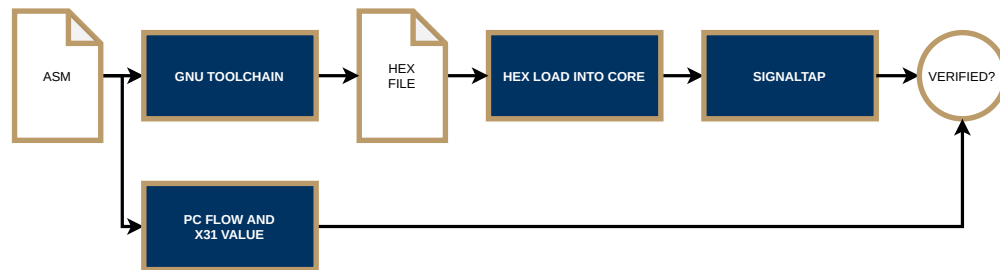 ASM
GNU TOOLCHAIN
HEX
FILE
HEX LOAD INTO CORE
SIGNALTAP
VERIFIED?
PC FLOW AND
X31 VALUE